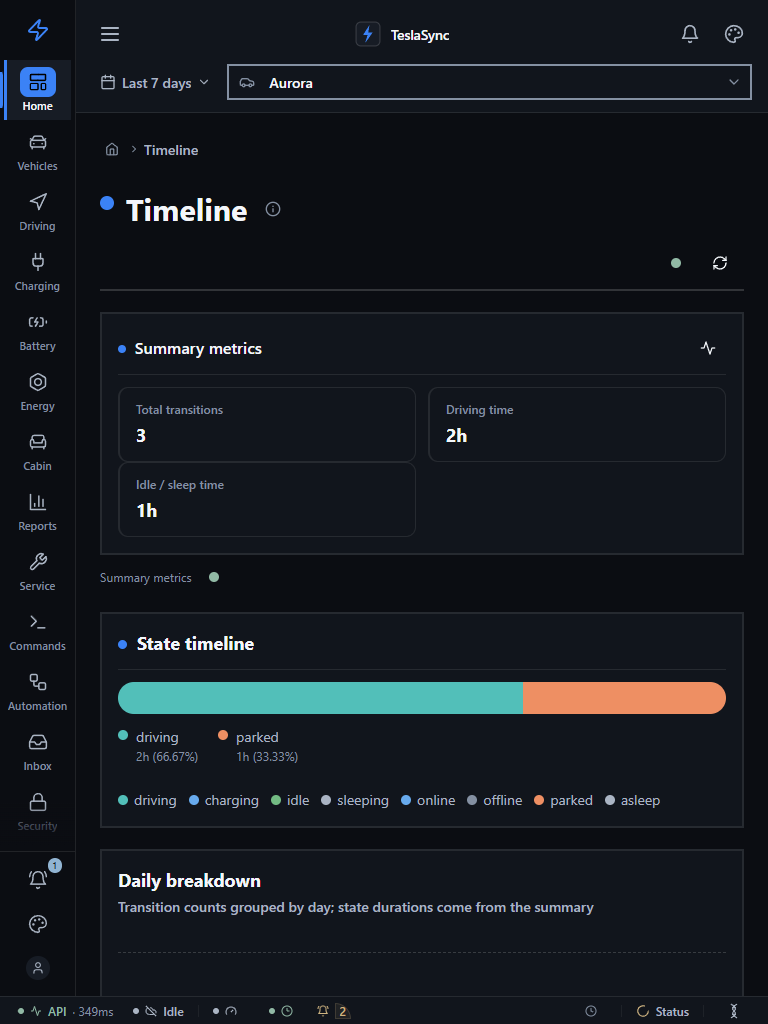 TeslaSync
Last 7 days
Aurora
Home
Vehicles
Driving
Charging
Battery
Energy
Cabin
Reports
Service
Commands
Automation
Inbox
Security
1
Timeline
Timeline
Summary metrics
Total transitions
3
Driving time
2h
Idle / sleep time
1h
Summary metrics
State timeline
driving
2h (66.67%)
parked
1h (33.33%)
driving charging idle sleeping online offline parked asleep
Daily breakdown
Transition counts grouped by day; state durations come from the summary
API · 349ms Idle 2 Status